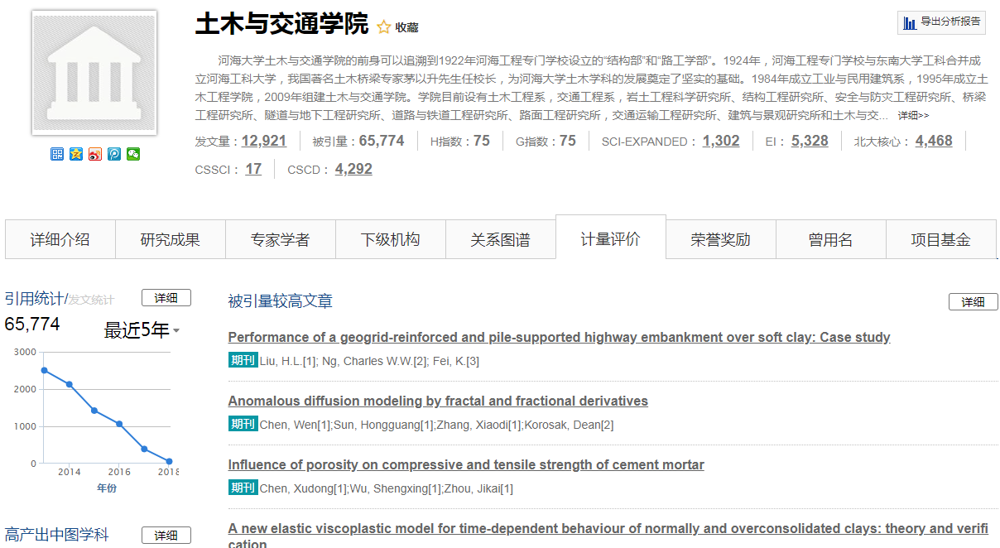 土木与交通学院 收藏
导出分析报告
河海大学土木与交通学院的前身可以追溯到1922年河海工程专门学校设立的“结构部”和“路工学部”。1924年，河海工程专门学校与东南大学工科合并成
立河海工科大学，我国著名土木桥梁专家茅以升先生任校长，为河海大学土木学科的发展奠定了坚实的基础。1984年成立工业与民用建筑系，1995年成立土
木工程学院，2009年组建土木与交通学院。学院目前设有土木工程系，交通工程系，岩土工程科学研究所、结构工程研究所、安全与防灾工程研究所、桥梁
工程研究所、隧道与地下工程研究所、道路与铁道工程研究所、路面工程研究所，交通运输工程研究所、建筑与景观研究所和土木与交... 详细>>
发文量：12,921 被引量：65,774 H指数：75 G指数：75 SCI-EXPANDED：1,302 EI：5,328 北大核心：4,468
CSSCI：17 CSCD：4,292
详细介绍 研究成果 专家学者 下级机构 关系图谱 计量评价 荣誉奖励 曾用名 项目基金
引用统计/发文统计 详细
65,774 最近5年
3000
2000
1000
0
2014 2016 2018
年份
高产出中图学科 详细
被引量较高文章 详细
Performance of a geogrid-reinforced and pile-supported highway embankment over soft clay: Case study
期刊 Liu, H.L.[1]; Ng, Charles W.W.[2]; Fei, K.[3]
Anomalous diffusion modeling by fractal and fractional derivatives
期刊 Chen, Wen[1];Sun, Hongguang[1];Zhang, Xiaodi[1];Korosak, Dean[2]
Influence of porosity on compressive and tensile strength of cement mortar
期刊 Chen, Xudong[1];Wu, Shengxing[1];Zhou, Jikai[1]
A new elastic viscoplastic model for time-dependent behaviour of normally and overconsolidated clays: theory and verifi
cation